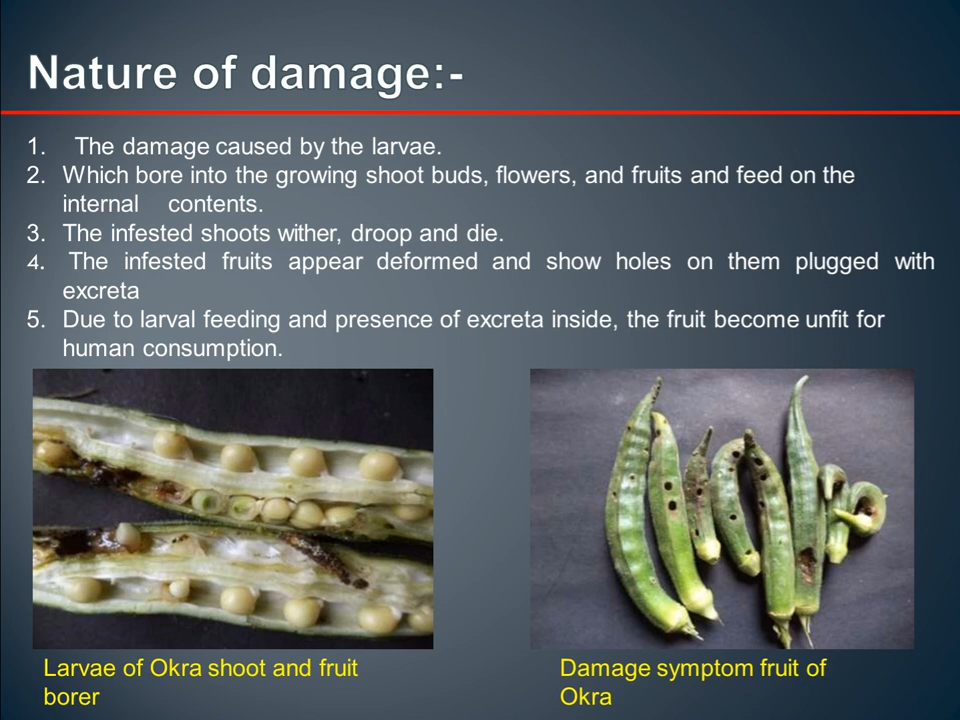 Nature of damage:-
1. The damage caused by the larvae.
2. Which bore into the growing shoot buds, flowers, and fruits and feed on the
internal contents.
3. The infested shoots wither, droop and die.
4. The infested fruits appear deformed and show holes on them plugged with
excreta
5. Due to larval feeding and presence of excreta inside, the fruit become unfit for
human consumption.
Larvae of Okra shoot and fruit
borer
Damage symptom fruit of
Okra